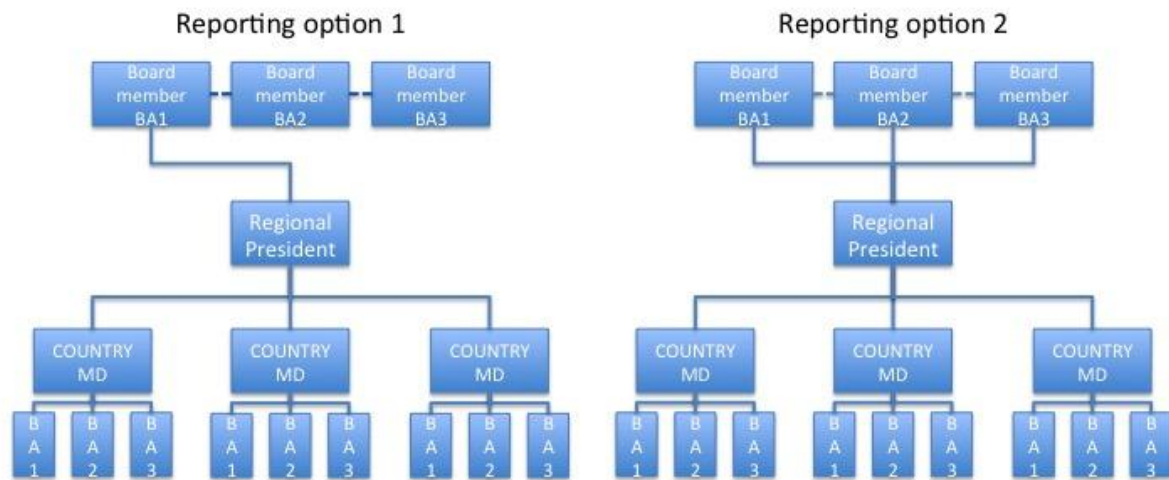 Reporting option 1
Board
member
BA1
Board
member
BA2
Board
member
BA3
Regional
President
COUNTRY
MD
COUNTRY
MD
COUNTRY
MD
B
A
1
B
A
2
B
A
3
B
A
1
B
A
2
B
A
3
B
A
1
B
A
2
B
A
3
Reporting option 2
Board
member
BA1
Board
member
BA2
Board
member
BA3
Regional
President
COUNTRY
MD
COUNTRY
MD
COUNTRY
MD
B
A
1
B
A
2
B
A
3
B
A
1
B
A
2
B
A
3
B
A
1
B
A
2
B
A
3